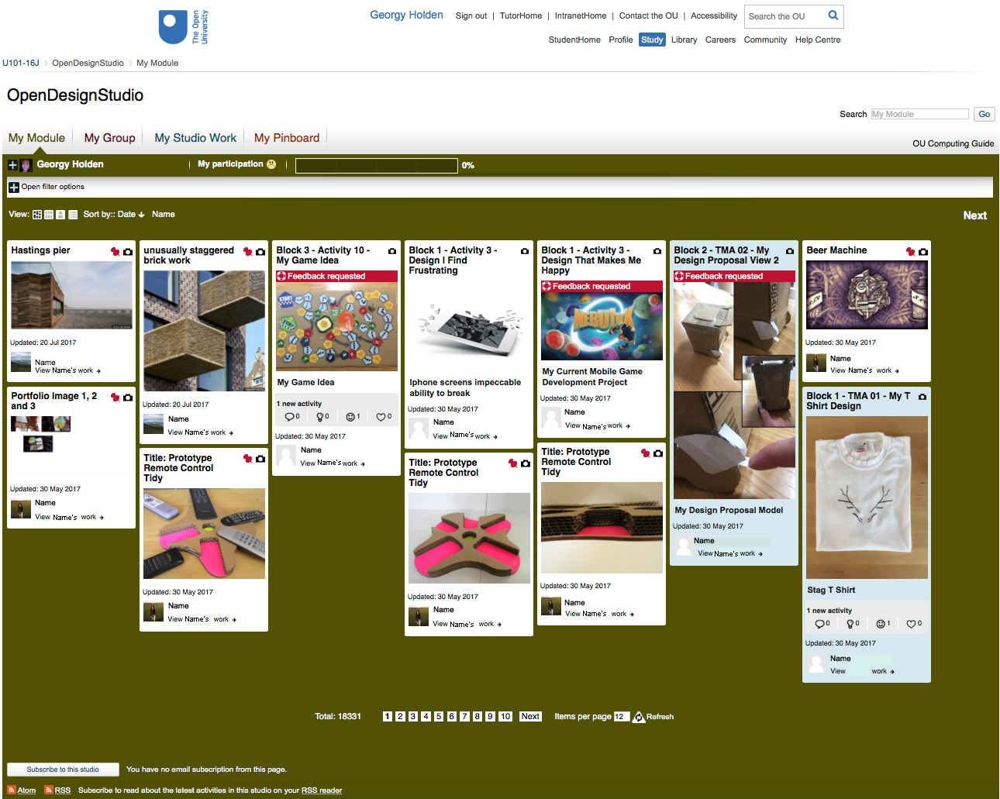 The Open
University
Georgy Holden
Sign out | TutorHome | IntranetHome | Contact the OU | Accessibility
Search the OU
StudentHome Profile Study Library Careers Community Help Centre
U101-16J > OpenDesignStudio > My Module
OpenDesignStudio
Search My Module Go
My Module My Group My Studio Work My Pinboard
OU Computing Guide
Georgy Holden
My participation
0%
Open filter options
View: Sort by:: Date Name
Next
Hastings pier
Updated: 20 Jul 2017
Name
View Name's work
Portfolio Image 1, 2
and 3
Updated: 30 May 2017
Name
View Name's work
unusually staggered
brick work
Updated: 20 Jul 2017
Name
View Name's work
Title: Prototype
Remote Control
Tidy
Updated: 30 May 2017
Name
View Name's work
Block 3 - Activity 10 -
My Game Idea
Feedback requested
START
My Game Idea
1 new activity
0 0 1 0
Updated: 30 May 2017
Name
View Name's work
Block 1 - Activity 3 -
Design I Find
Frustrating
Iphone screens impeccable
ability to break
Updated: 30 May 2017
Name
View Name's work
Title: Prototype
Remote Control
Tidy
Updated: 30 May 2017
Name
View Name's work
Block 1 - Activity 3 -
Design That Makes Me
Happy
Feedback requested
NEBULUX
My Current Mobile Game
Development Project
Updated: 30 May 2017
Name
View Name's work
Title: Prototype
Remote Control
Tidy
Updated: 30 May 2017
Name
View Name's work
Block 2 - TMA 02 - My
Design Proposal View 2
Feedback requested
My Design Proposal Model
Updated: 30 May 2017
Name
View Name's work
Beer Machine
Updated: 30 May 2017
Name
View Name's work
Block 1 - TMA 01 - My T
Shirt Design
Stag T Shirt
1 new activity
0 0 1 0
Updated: 30 May 2017
Name
View work
Total: 18331 1 2 3 4 5 6 7 8 9 10 Next Items per page 12 Refresh
Subscribe to this studio You have no email subscription from this page.
Atom RSS Subscribe to read about the latest activities in this studio on your RSS reader